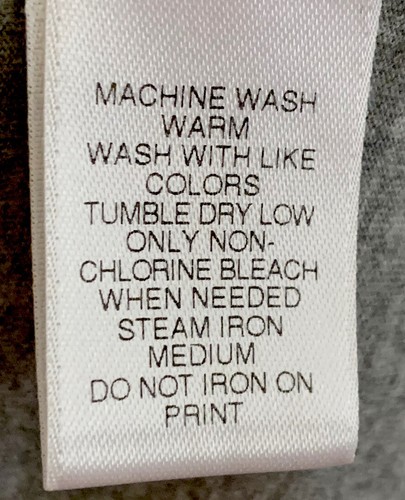 MACHINE WASH
WARM
WASH WITH LIKE
COLORS
TUMBLE DRY LOW
ONLY NON-
CHLORINE BLEACH
WHEN NEEDED
STEAM IRON
MEDIUM
DO NOT IRON ON
PRINT